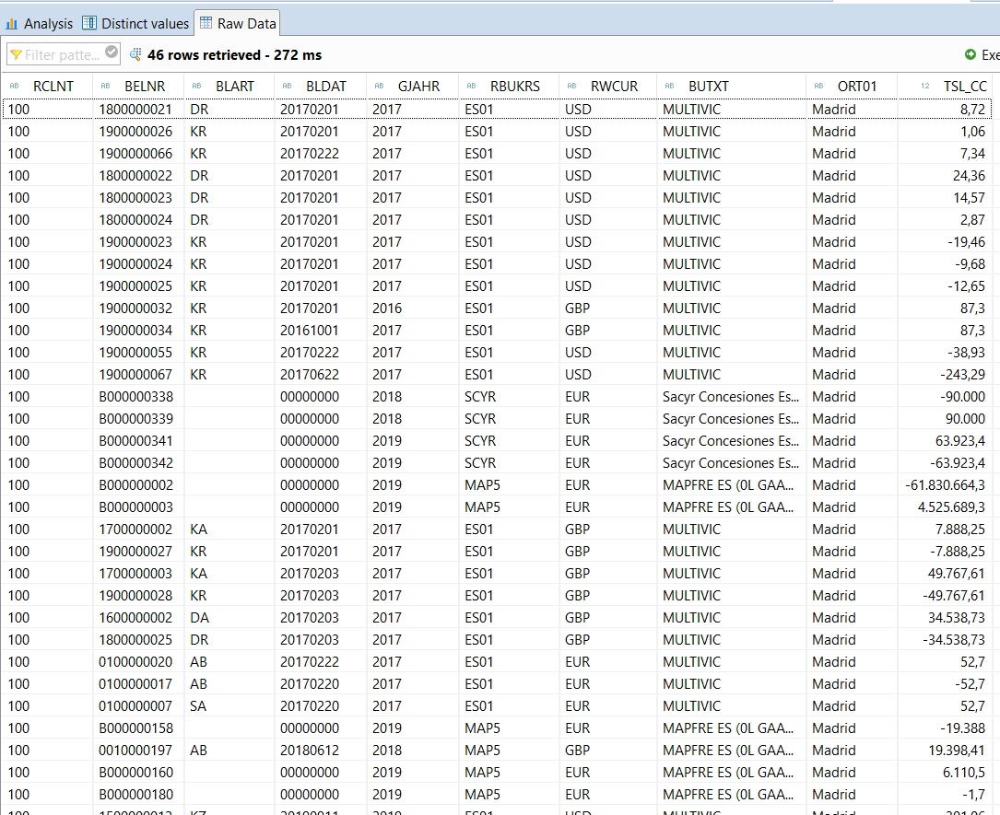 Analysis Distinct values Raw Data
Filter patte... 46 rows retrieved - 272 ms Exe
AB RCLNT AB BELNR AB BLART AB BLDAT AB GJAHR AB RBUKRS AB RWCUR AB BUTXT AB ORT01 12 TSL_CC
100 1800000021 DR 20170201 2017 ES01 USD MULTIVIC Madrid 8,72
100 1900000026 KR 20170201 2017 ES01 USD MULTIVIC Madrid 1,06
100 1900000066 KR 20170222 2017 ES01 USD MULTIVIC Madrid 7,34
100 1800000022 DR 20170201 2017 ES01 USD MULTIVIC Madrid 24,36
100 1800000023 DR 20170201 2017 ES01 USD MULTIVIC Madrid 14,57
100 1800000024 DR 20170201 2017 ES01 USD MULTIVIC Madrid 2,87
100 1900000023 KR 20170201 2017 ES01 USD MULTIVIC Madrid -19,46
100 1900000024 KR 20170201 2017 ES01 USD MULTIVIC Madrid -9,68
100 1900000025 KR 20170201 2017 ES01 USD MULTIVIC Madrid -12,65
100 1900000032 KR 20170201 2016 ES01 GBP MULTIVIC Madrid 87,3
100 1900000034 KR 20161001 2017 ES01 GBP MULTIVIC Madrid 87,3
100 1900000055 KR 20170222 2017 ES01 USD MULTIVIC Madrid -38,93
100 1900000067 KR 20170622 2017 ES01 USD MULTIVIC Madrid -243,29
100 B000000338 00000000 2018 SCYR EUR Sacyr Concesiones Es... Madrid -90.000
100 B000000339 00000000 2018 SCYR EUR Sacyr Concesiones Es... Madrid 90.000
100 B000000341 00000000 2019 SCYR EUR Sacyr Concesiones Es... Madrid 63.923,4
100 B000000342 00000000 2019 SCYR EUR Sacyr Concesiones Es... Madrid -63.923,4
100 B000000002 00000000 2019 MAP5 EUR MAPFRE ES (0L GAA... Madrid -61.830.664,3
100 B000000003 00000000 2019 MAP5 EUR MAPFRE ES (0L GAA... Madrid 4.525.689,3
100 1700000002 KA 20170201 2017 ES01 GBP MULTIVIC Madrid 7.888,25
100 1900000027 KR 20170201 2017 ES01 GBP MULTIVIC Madrid -7.888,25
100 1700000003 KA 20170203 2017 ES01 GBP MULTIVIC Madrid 49.767,61
100 1900000028 KR 20170203 2017 ES01 GBP MULTIVIC Madrid -49.767,61
100 1600000002 DA 20170203 2017 ES01 GBP MULTIVIC Madrid 34.538,73
100 1800000025 DR 20170203 2017 ES01 GBP MULTIVIC Madrid -34.538,73
100 0100000020 AB 20170222 2017 ES01 EUR MULTIVIC Madrid 52,7
100 0100000017 AB 20170220 2017 ES01 EUR MULTIVIC Madrid -52,7
100 0100000007 SA 20170220 2017 ES01 EUR MULTIVIC Madrid 52,7
100 B000000158 00000000 2019 MAP5 EUR MAPFRE ES (0L GAA... Madrid -19.388
100 0010000197 AB 20180612 2018 MAP5 GBP MAPFRE ES (0L GAA... Madrid 19.398,41
100 B000000160 00000000 2019 MAP5 EUR MAPFRE ES (0L GAA... Madrid 6.110,5
100 B000000180 00000000 2019 MAP5 EUR MAPFRE ES (0L GAA... Madrid -1,7